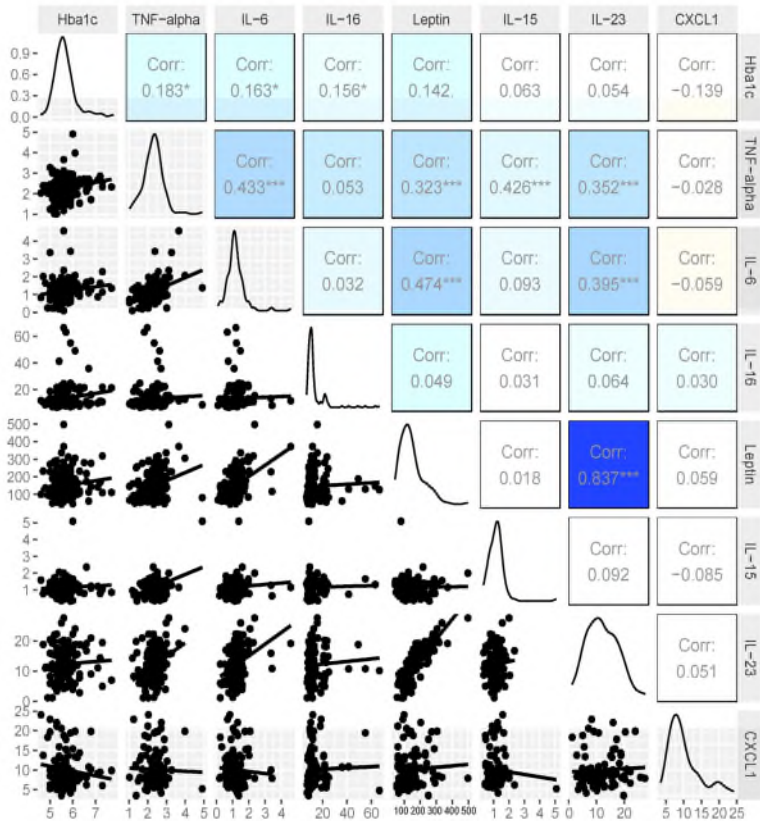 Hba1c TNF-alpha IL-6 IL-16 Leptin IL-15 IL-23 CXCL1
0.9
0.6
0.3
0.0
Corr: Corr: Corr: Corr: Corr: Corr: Corr:
0.183* 0.163* 0.156* 0.142. 0.063 0.054 −0.139
Hba1c
5
4
3
2
1
Corr: Corr: Corr: Corr: Corr: Corr:
0.433*** 0.053 0.323*** 0.426*** 0.352*** −0.028
TNF-alpha
4
3
2
1
0
Corr: Corr: Corr: Corr: Corr:
0.032 0.474*** 0.093 0.395*** −0.059
IL-6
60
40
20
Corr: Corr: Corr: Corr:
0.049 0.031 0.064 0.030
IL-16
500
400
300
200
100
Corr: Corr: Corr:
0.018 0.837*** 0.059
Leptin
5
4
3
2
1
Corr: Corr:
0.092 −0.085
IL-15
20
10
0
Corr:
0.051
IL-23
25
20
15
10
5
CXCL1
5 6 7 1 2 3 4 5 0 1 2 3 4 20 40 60 100 200 300 400 500 1 2 3 4 5 0 10 20 5 10 15 20 25